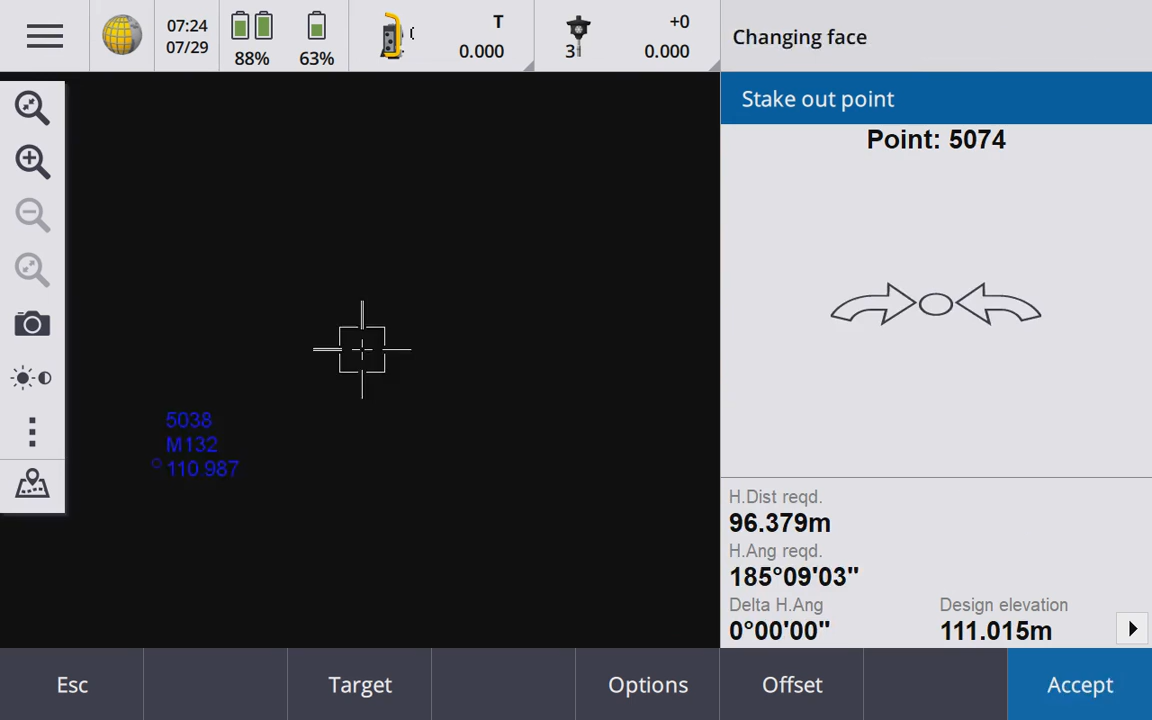 07:24
07/29
88%
63%
T
0.000
3
+0
0.000
Changing face
Stake out point
Point: 5074
5038
M132
110.987
H.Dist reqd.
96.379m
H.Ang reqd.
185°09'03"
Delta H.Ang
0°00'00"
Design elevation
111.015m
Esc
Target
Options
Offset
Accept